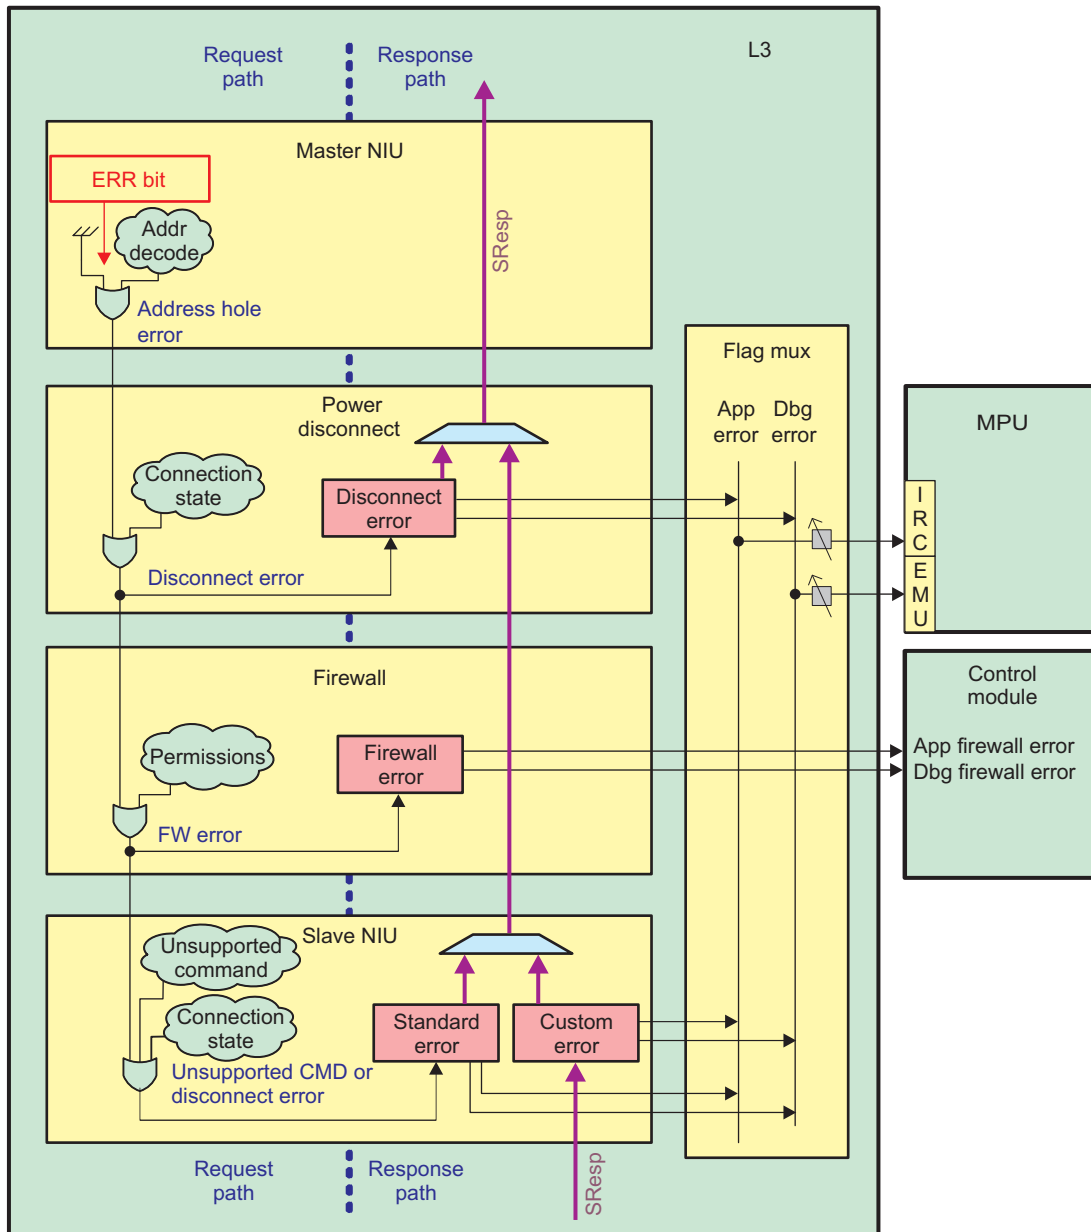 Request
path
Response
path
L3
Master NIU
ERR bit
Addr
decode
SResp
Address hole
error
Flag mux
Power
disconnect
App
error
Dbg
error
MPU
Connection
state
Disconnect
error
I
R
C
E
M
U
Disconnect error
Firewall
Control
module
Permissions
Firewall
error
App firewall error
Dbg firewall error
FW error
Slave NIU
Unsupported
command
Connection
state
Standard
error
Custom
error
Unsupported CMD or
disconnect error
Request
path
Response
path
SResp